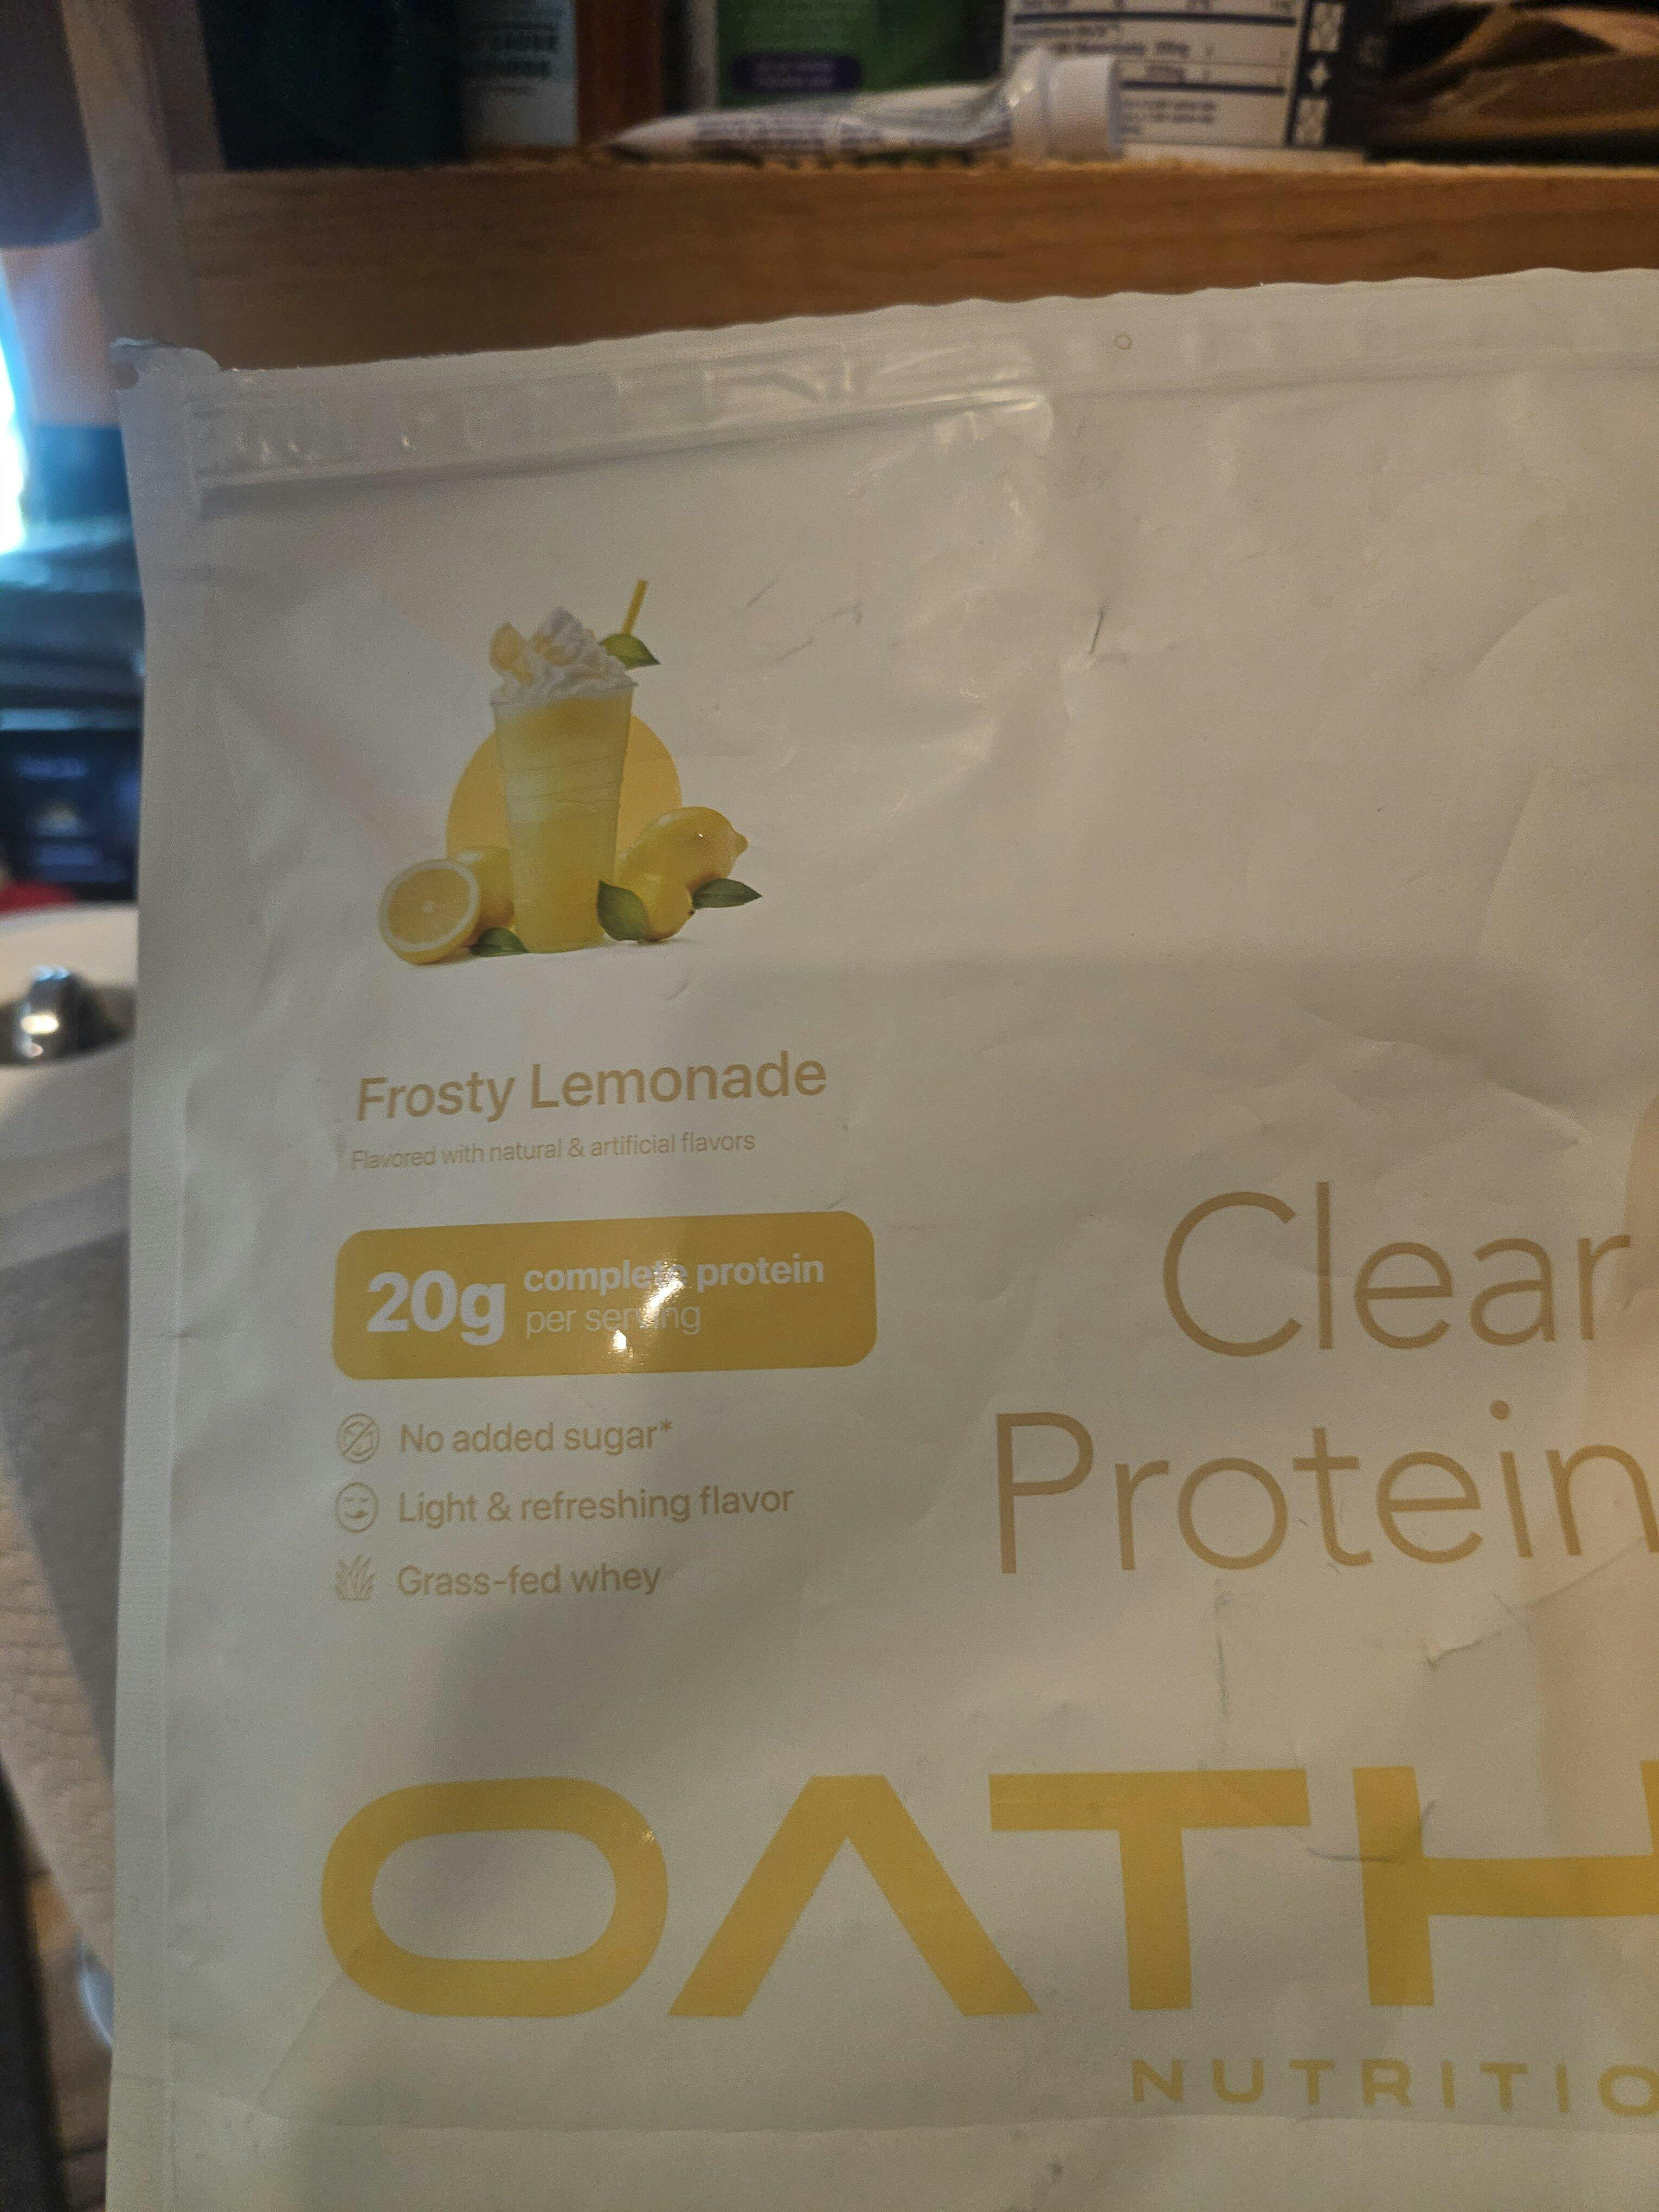 Frosty Lemonade
Flavored with natural & artificial flavors
20g complete protein
per serving
No added sugar*
Light & refreshing flavor
Grass-fed whey
Clear
Protein
OATH
NUTRITIO